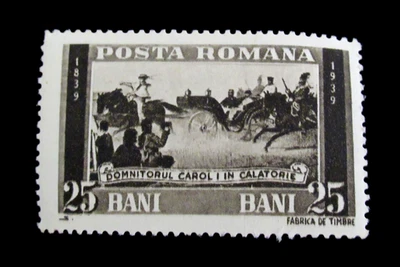 POSTA ROMANA
1839
1939
DOMNITORUL CAROL I IN CALATORIE
25 BANI BANI 25
FABRICA DE TIMBRE